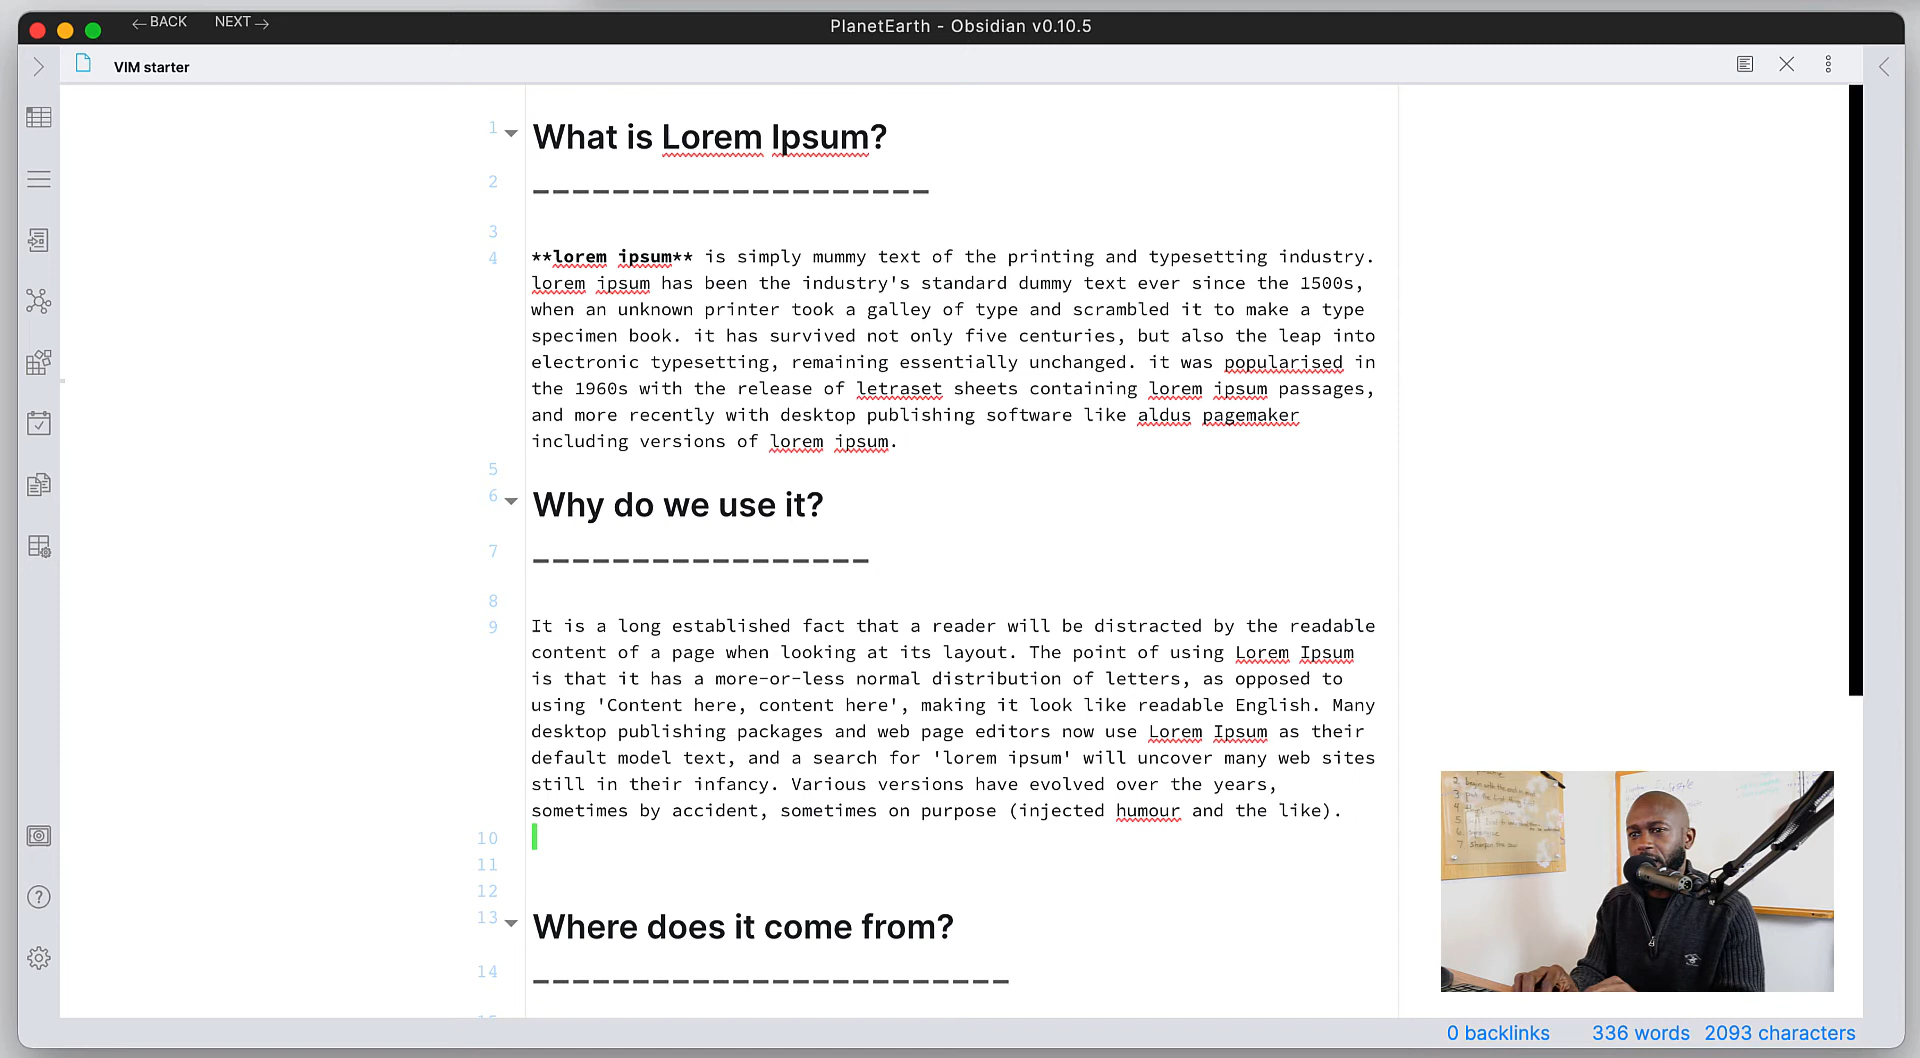 ← BACK NEXT →
PlanetEarth - Obsidian v0.10.5
VIM starter
1 What is Lorem Ipsum?
2 --------------------
3
4 **lorem ipsum** is simply mummy text of the printing and typesetting industry.
lorem ipsum has been the industry's standard dummy text ever since the 1500s,
when an unknown printer took a galley of type and scrambled it to make a type
specimen book. it has survived not only five centuries, but also the leap into
electronic typesetting, remaining essentially unchanged. it was popularised in
the 1960s with the release of letraset sheets containing lorem ipsum passages,
and more recently with desktop publishing software like aldus pagemaker
including versions of lorem ipsum.
5
6 Why do we use it?
7 -----------------
8
9 It is a long established fact that a reader will be distracted by the readable
content of a page when looking at its layout. The point of using Lorem Ipsum
is that it has a more-or-less normal distribution of letters, as opposed to
using 'Content here, content here', making it look like readable English. Many
desktop publishing packages and web page editors now use Lorem Ipsum as their
default model text, and a search for 'lorem ipsum' will uncover many web sites
still in their infancy. Various versions have evolved over the years,
sometimes by accident, sometimes on purpose (injected humour and the like).
10
11
12
13 Where does it come from?
14 ------------------------
0 backlinks 336 words 2093 characters